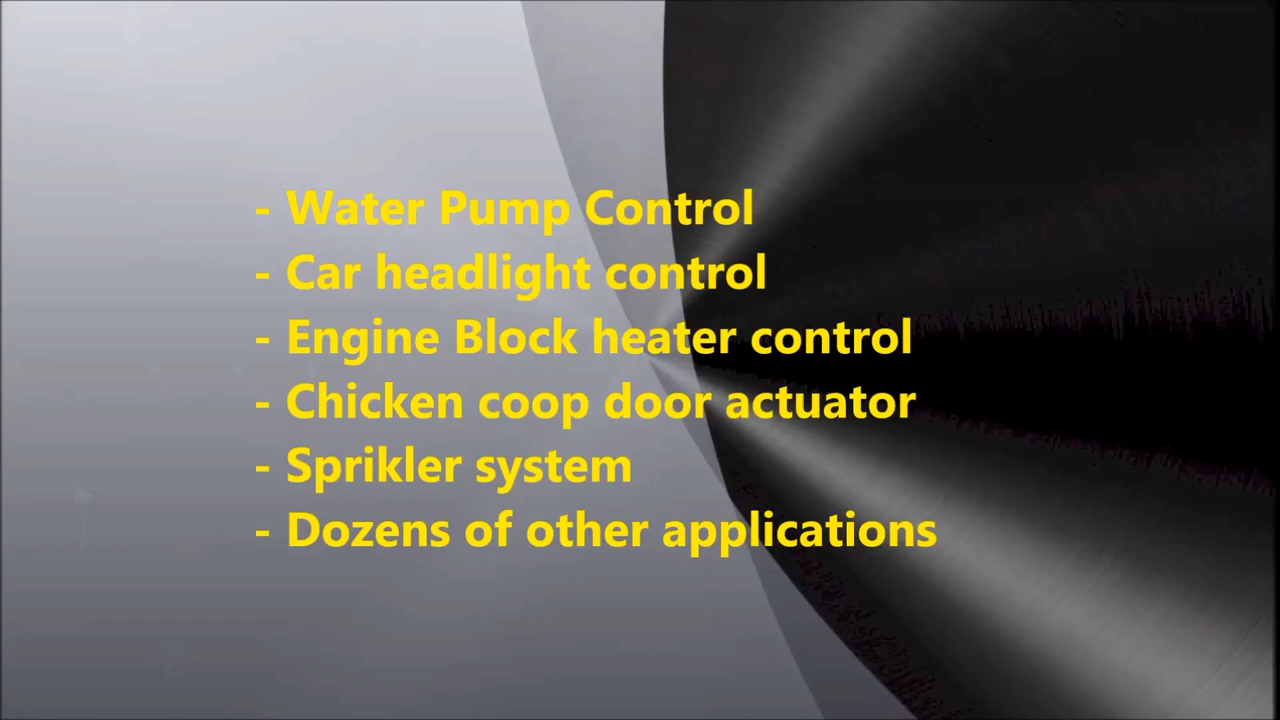 - Water Pump Control
- Car headlight control
- Engine Block heater control
- Chicken coop door actuator
- Sprikler system
- Dozens of other applications